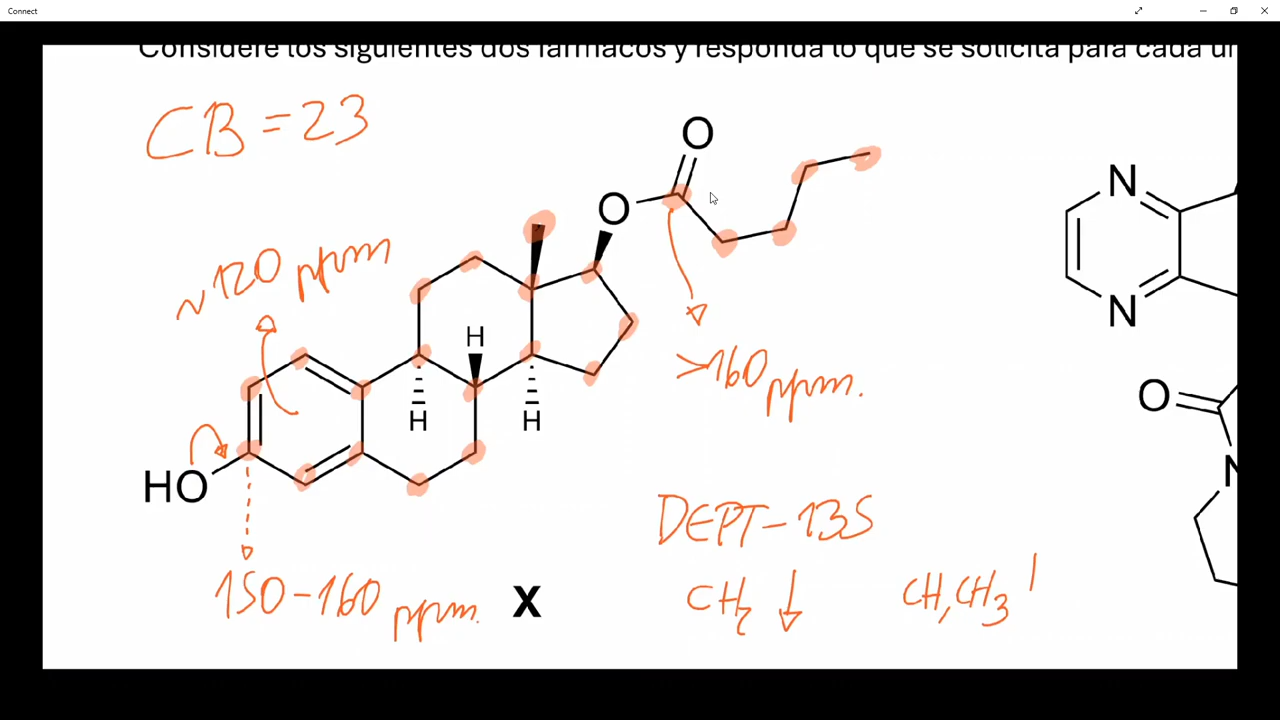 Connect
Considere los siguientes dos fármacos y responda lo que se solicita para cada un
CB = 23
O
N
O
~120 ppm
H
N
>160 ppm.
O
H
H
N
HO
DEPT-135
150-160 ppm.
X
CH2 ↓
CH, CH3